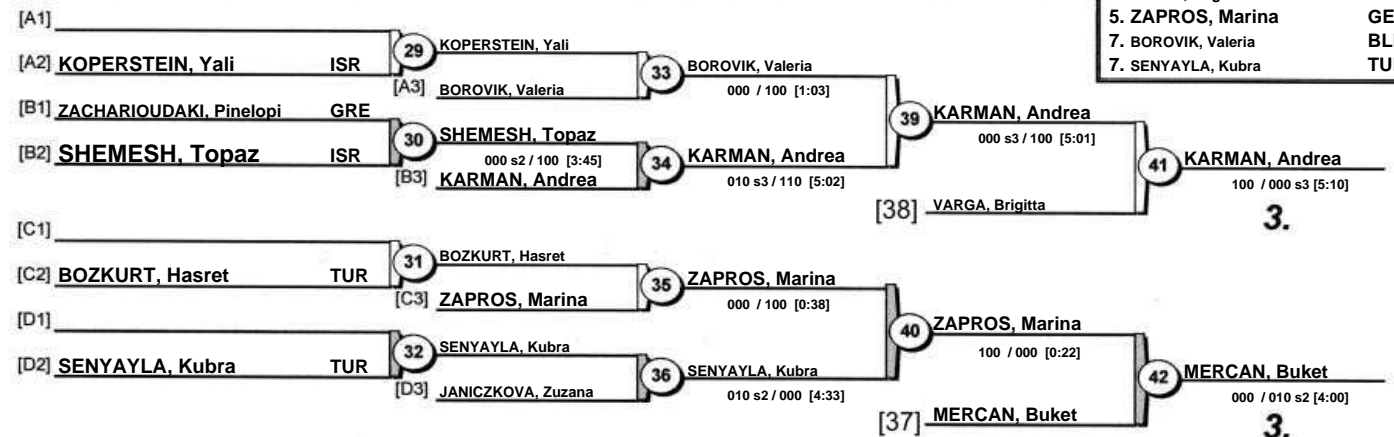 5. ZAPROS, Marina
7. BOROVIK, Valeria
7. SENYAYLA, Kubra
[A1]
[A2] KOPERSTEIN, Yali ISR
29
KOPERSTEIN, Yali
[A3] BOROVIK, Valeria
33
BOROVIK, Valeria
000 / 100 [1:03]
[B1] ZACHARIOUDAKI, Pinelopi GRE
[B2] SHEMESH, Topaz ISR
30
SHEMESH, Topaz
000 s2 / 100 [3:45]
[B3] KARMAN, Andrea
34
KARMAN, Andrea
010 s3 / 110 [5:02]
39
KARMAN, Andrea
000 s3 / 100 [5:01]
[38] VARGA, Brigitta
41
KARMAN, Andrea
100 / 000 s3 [5:10]
3.
[C1]
[C2] BOZKURT, Hasret TUR
31
BOZKURT, Hasret
[C3] ZAPROS, Marina
35
ZAPROS, Marina
000 / 100 [0:38]
[D1]
[D2] SENYAYLA, Kubra TUR
32
SENYAYLA, Kubra
[D3] JANICZKOVA, Zuzana
36
SENYAYLA, Kubra
010 s2 / 000 [4:33]
40
ZAPROS, Marina
100 / 000 [0:22]
[37] MERCAN, Buket
42
MERCAN, Buket
000 / 010 s2 [4:00]
3.